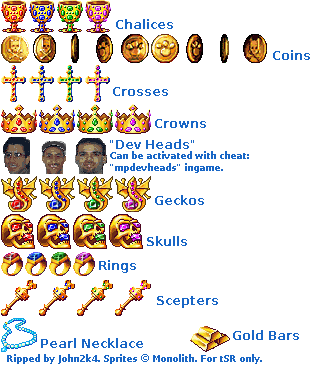 Chalices
Coins
Crosses
Crowns
"Dev Heads"
Can be activated with cheat:
"mpdevheads" ingame.
Geckos
Skulls
Rings
Scepters
Pearl Necklace
Gold Bars
Ripped by John2k4. Sprites © Monolith. For tSR only.